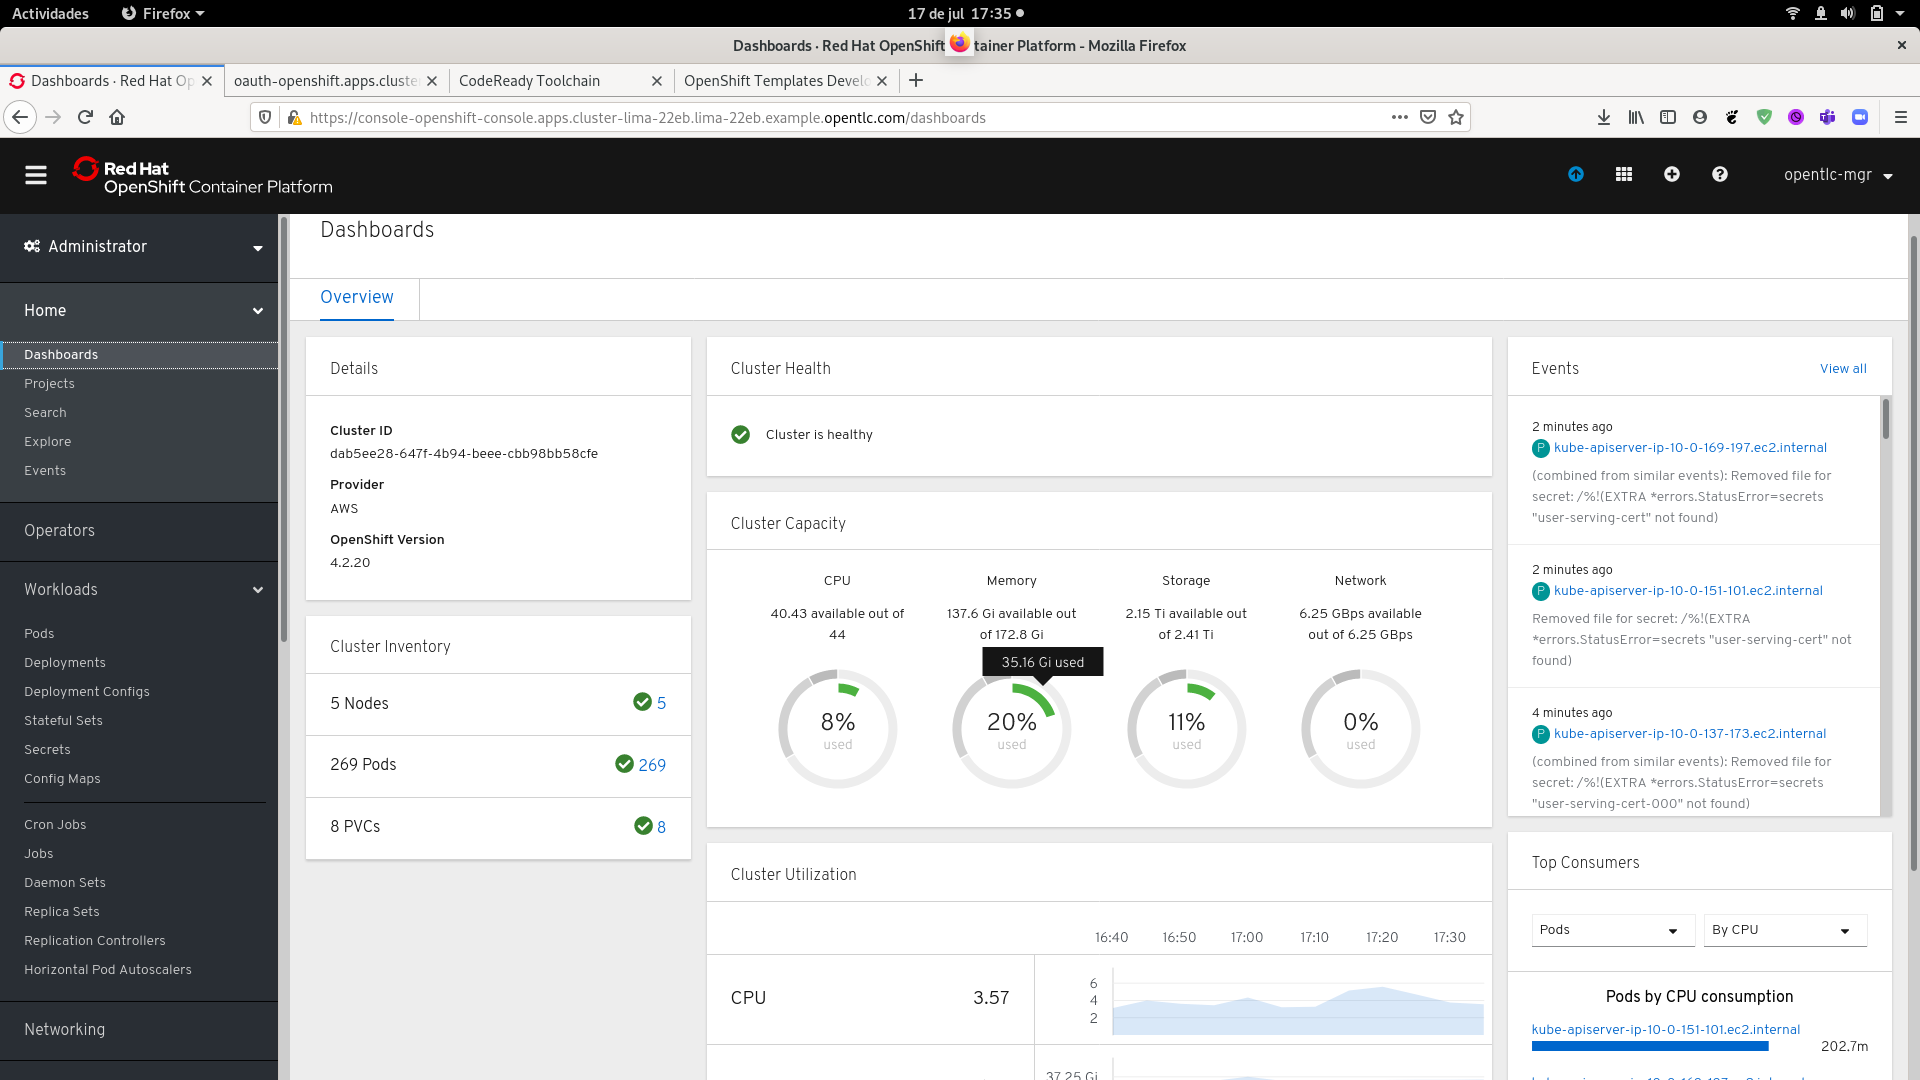 Actividades
Firefox
17 de jul 17:35
Dashboards · Red Hat OpenShift
tainer Platform - Mozilla Firefox
Dashboards · Red Hat Op
oauth-openshift.apps.cluste
CodeReady Toolchain
OpenShift Templates Develo
https://console-openshift-console.apps.cluster-lima-22eb.lima-22eb.example.opentlc.com/dashboards
Red Hat
OpenShift Container Platform
opentlc-mgr
Administrator
Home
Dashboards
Projects
Search
Explore
Events
Operators
Workloads
Pods
Deployments
Deployment Configs
Stateful Sets
Secrets
Config Maps
Cron Jobs
Jobs
Daemon Sets
Replica Sets
Replication Controllers
Horizontal Pod Autoscalers
Networking
Dashboards
Overview
Details
Cluster ID
dab5ee28-647f-4b94-beee-cbb98bb58cfe
Provider
AWS
OpenShift Version
4.2.20
Cluster Inventory
5 Nodes
5
269 Pods
269
8 PVCs
8
Cluster Health
Cluster is healthy
Cluster Capacity
CPU
40.43 available out of
44
8%
used
Memory
137.6 Gi available out
of 172.8 Gi
35.16 Gi used
20%
used
Storage
2.15 Ti available out
of 2.41 Ti
11%
used
Network
6.25 GBps available
out of 6.25 GBps
0%
used
Cluster Utilization
16:40 16:50 17:00 17:10 17:20 17:30
CPU
3.57
6
4
2
37.25 Gi
Events
View all
2 minutes ago
P kube-apiserver-ip-10-0-169-197.ec2.internal
(combined from similar events): Removed file for
secret: /%!(EXTRA *errors.StatusError=secrets
"user-serving-cert" not found)
2 minutes ago
P kube-apiserver-ip-10-0-151-101.ec2.internal
Removed file for secret: /%!(EXTRA
*errors.StatusError=secrets "user-serving-cert" not
found)
4 minutes ago
P kube-apiserver-ip-10-0-137-173.ec2.internal
(combined from similar events): Removed file for
secret: /%!(EXTRA *errors.StatusError=secrets
"user-serving-cert-000" not found)
Top Consumers
Pods
By CPU
Pods by CPU consumption
kube-apiserver-ip-10-0-151-101.ec2.internal
202.7m